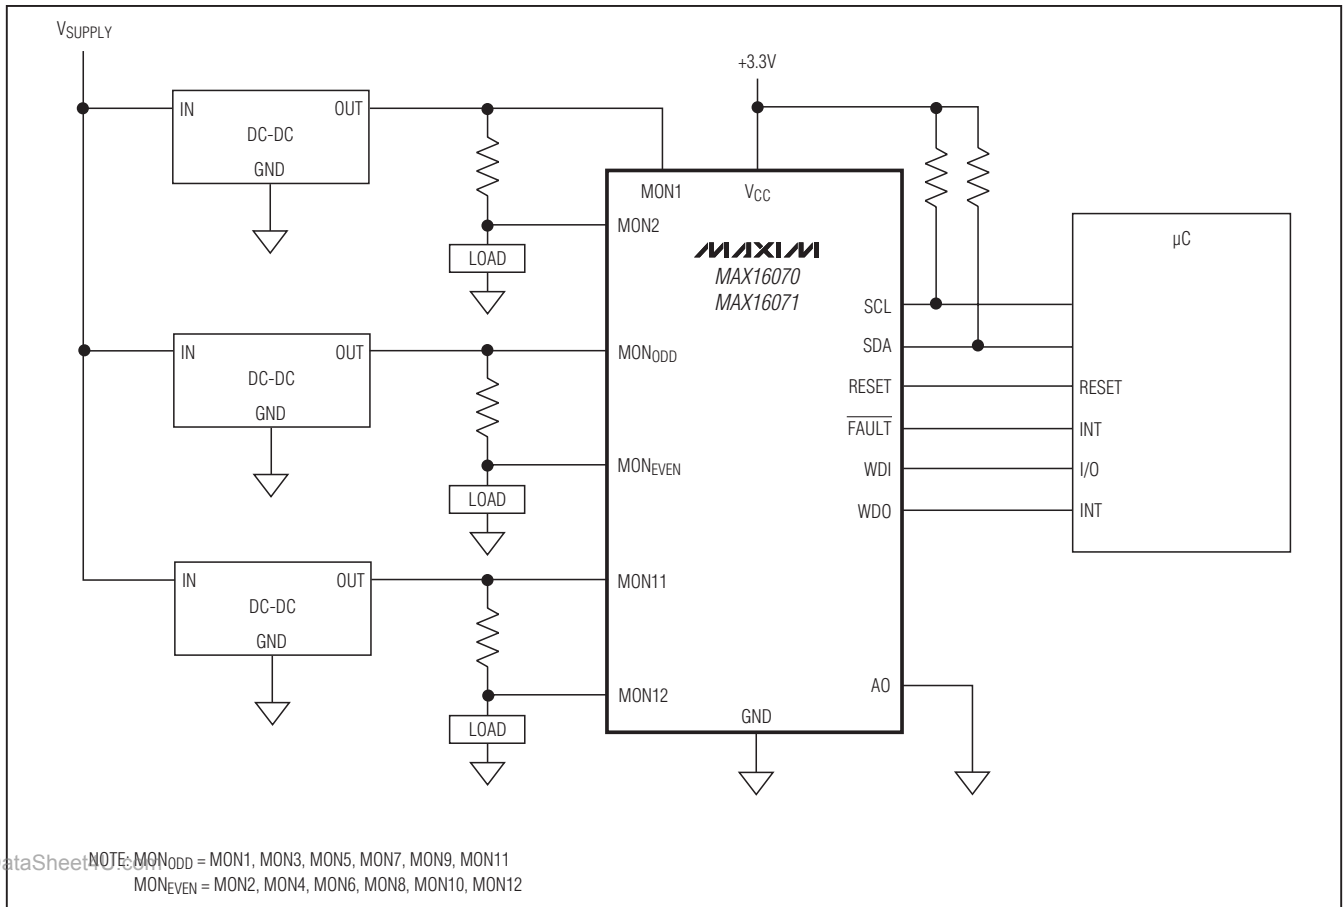 VSUPPLY
+3.3V
IN
OUT
DC-DC
GND
MON1
VCC
MON2
LOAD
MAXIM
MAX16070
MAX16071
µC
SCL
SDA
IN
OUT
DC-DC
GND
MONODD
RESET
RESET
FAULT
INT
MONEVEN
WDI
I/O
LOAD
WDO
INT
IN
OUT
DC-DC
GND
MON11
MON12
A0
LOAD
GND
NOTE: MONODD = MON1, MON3, MON5, MON7, MON9, MON11
MONEVEN = MON2, MON4, MON6, MON8, MON10, MON12
ataSheet4U.com